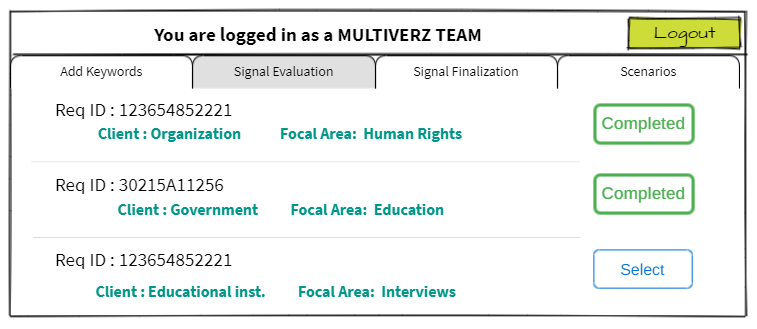 You are logged in as a MULTIVERZ TEAM
Logout
Add Keywords Signal Evaluation Signal Finalization Scenarios
Req ID : 123654852221
Client : Organization Focal Area: Human Rights
Completed
Req ID : 30215A11256
Client : Government Focal Area: Education
Completed
Req ID : 123654852221
Client : Educational inst. Focal Area: Interviews
Select